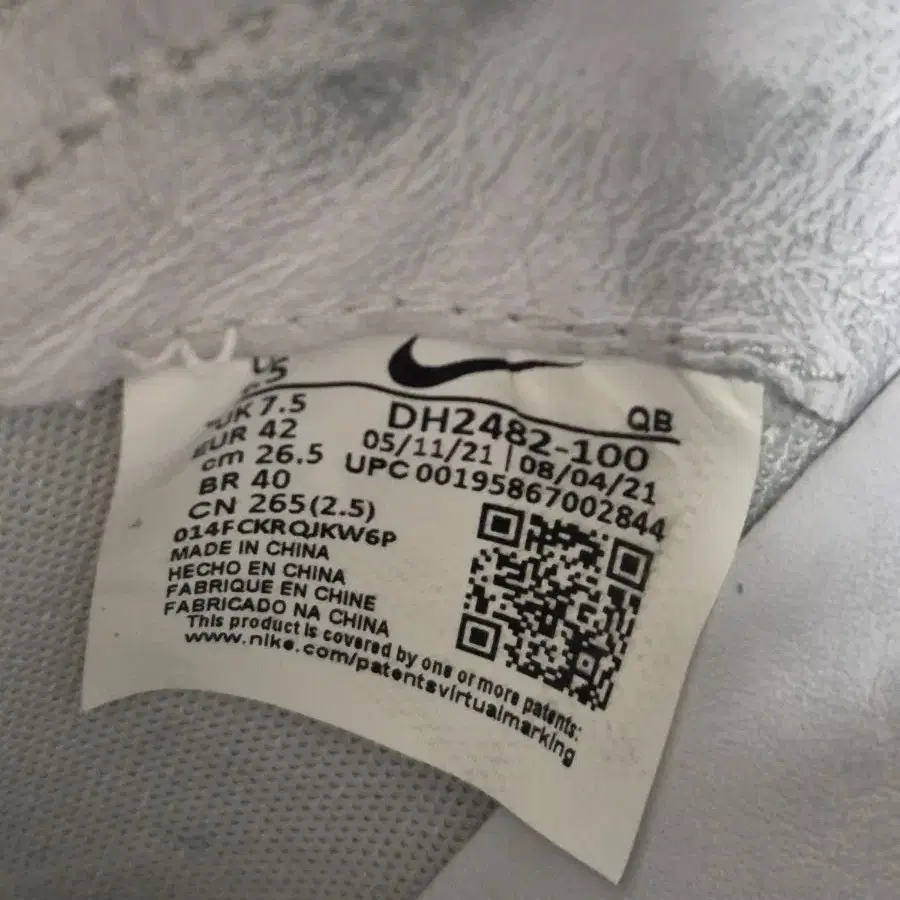 US
QB
UK 7.5
EUR 42
cm 26.5
BR 40
CN 265(2.5)
DH2482-100
05/11/21 | 08/04/21
UPC 00195867002844
014FCKRQJKW6P
MADE IN CHINA
HECHO EN CHINA
FABRIQUE EN CHINE
FABRICADO NA CHINA
This product is covered by one or more patents:
www.nike.com/patentsvirtualmarking